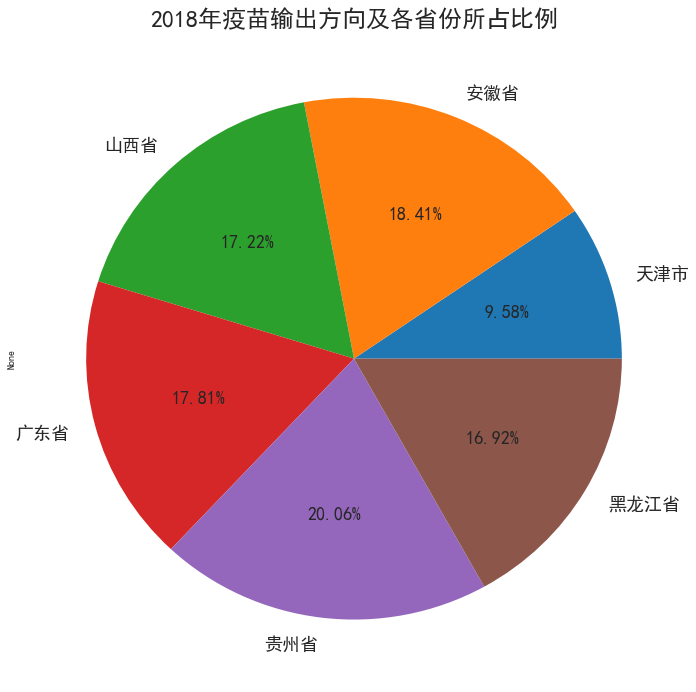 2018年疫苗输出方向及各省份所占比例
安徽省
山西省
18.41%
17.22%
天津市
9.58%
None
17.81%
广东省
16.92%
黑龙江省
20.06%
贵州省